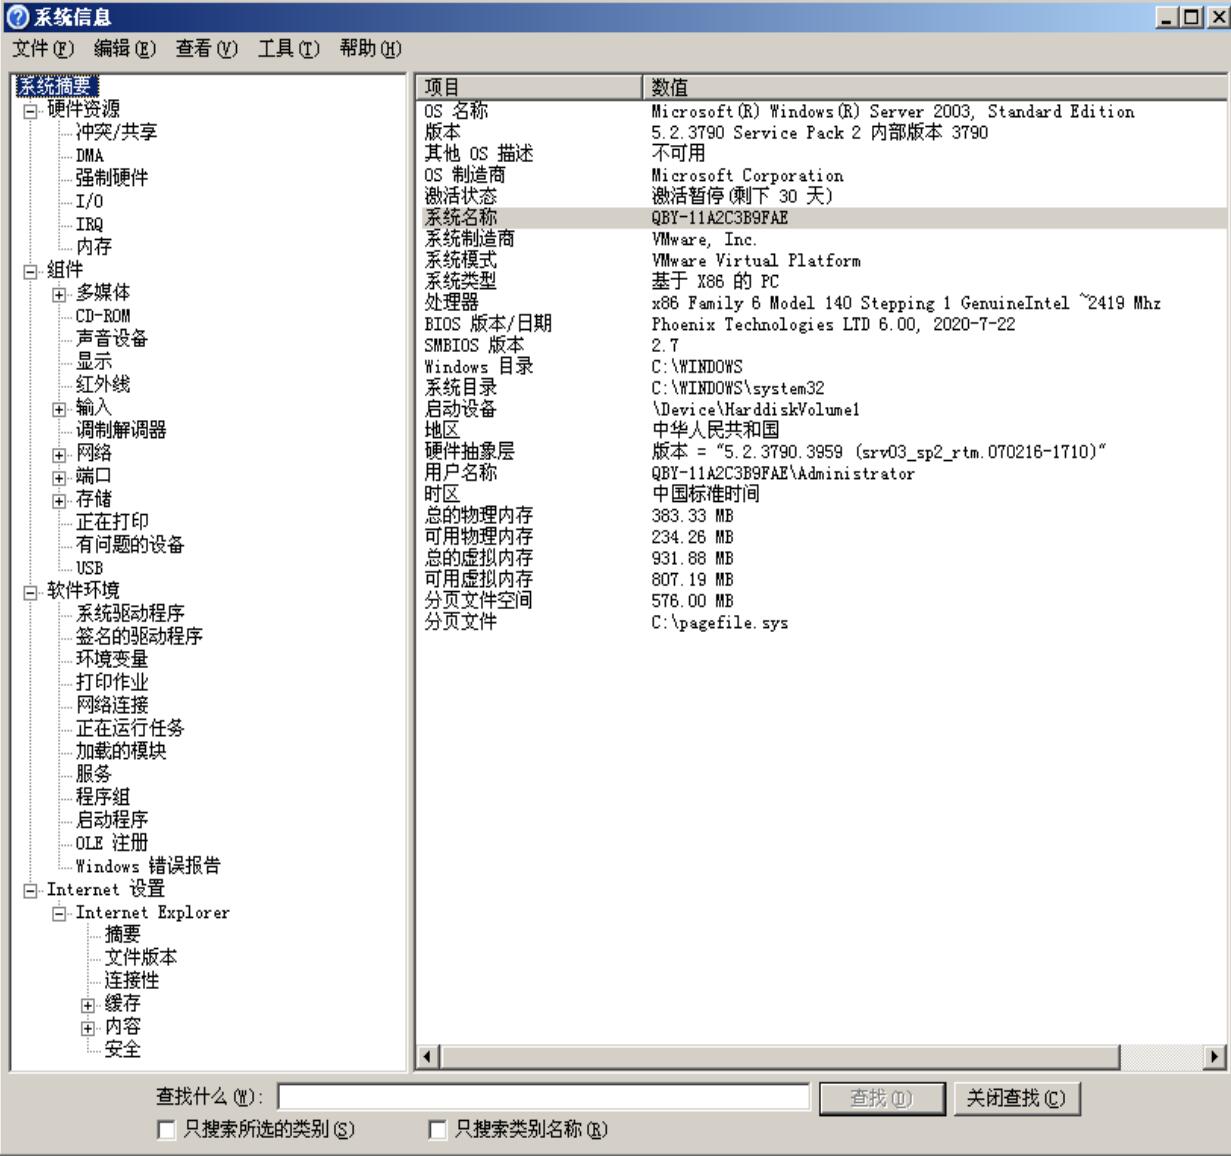 系统信息
文件(F) 编辑(E) 查看(V) 工具(T) 帮助(H)
系统摘要
硬件资源
冲突/共享
DMA
强制硬件
I/O
IRQ
内存
组件
多媒体
CD-ROM
声音设备
显示
红外线
输入
调制解调器
网络
端口
存储
正在打印
有问题的设备
USB
软件环境
系统驱动程序
签名的驱动程序
环境变量
打印作业
网络连接
正在运行任务
加载的模块
服务
程序组
启动程序
OLE 注册
Windows 错误报告
Internet 设置
Internet Explorer
摘要
文件版本
连接性
缓存
内容
安全
项目 数值
OS 名称 Microsoft(R) Windows(R) Server 2003, Standard Edition
版本 5.2.3790 Service Pack 2 内部版本 3790
其他 OS 描述 不可用
OS 制造商 Microsoft Corporation
激活状态 激活暂停(剩下 30 天)
系统名称 QBY-11A2C3B9FAE
系统制造商 VMware, Inc.
系统模式 VMware Virtual Platform
系统类型 基于 X86 的 PC
处理器 x86 Family 6 Model 140 Stepping 1 GenuineIntel ~2419 Mhz
BIOS 版本/日期 Phoenix Technologies LTD 6.00, 2020-7-22
SMBIOS 版本 2.7
Windows 目录 C:\WINDOWS
系统目录 C:\WINDOWS\system32
启动设备 \Device\HarddiskVolume1
地区 中华人民共和国
硬件抽象层 版本 = "5.2.3790.3959 (srv03_sp2_rtm.070216-1710)"
用户名称 QBY-11A2C3B9FAE\Administrator
时区 中国标准时间
总的物理内存 383.33 MB
可用物理内存 234.26 MB
总的虚拟内存 931.88 MB
可用虚拟内存 807.19 MB
分页文件空间 576.00 MB
分页文件 C:\pagefile.sys
查找什么(W): 查找(D) 关闭查找(C)
只搜索所选的类别(S) 只搜索类别名称(R)